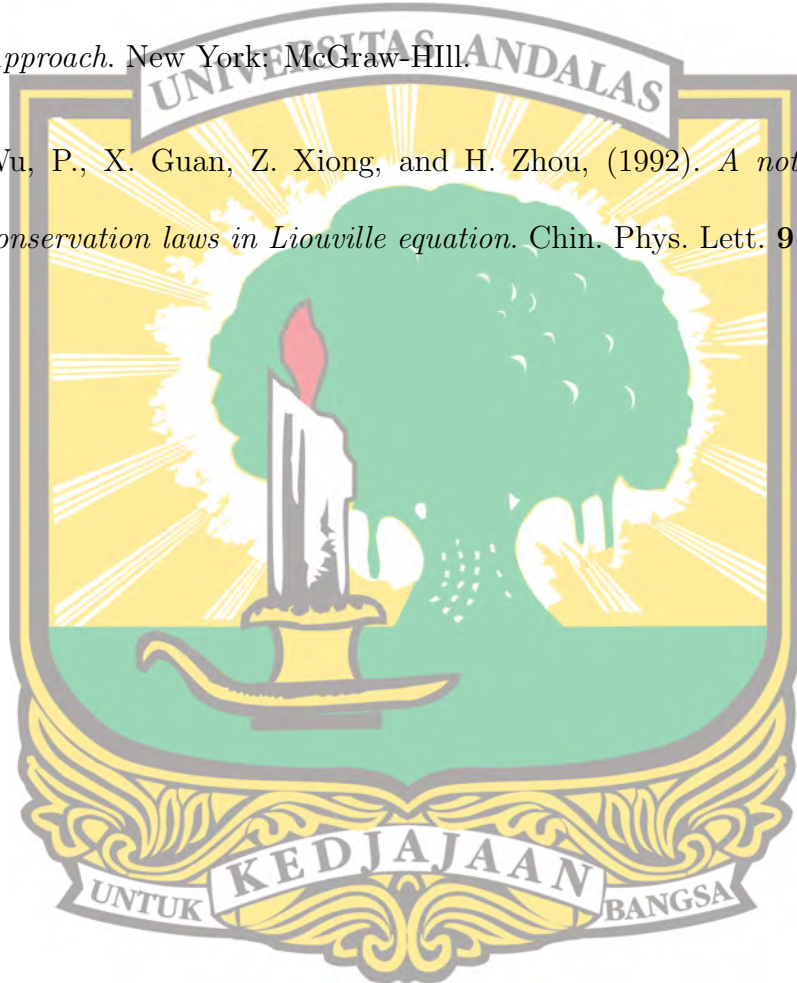 pproach. New York: McGraw-HIll.
UNIVERSITAS ANDALAS
Wu, P., X. Guan, Z. Xiong, and H. Zhou, (1992). A not
onservation laws in Liouville equation. Chin. Phys. Lett. 9
UNTUK KEDJAJAAN BANGSA